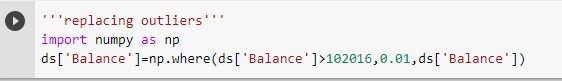 '''replacing outliers'''
import numpy as np
ds['Balance']=np.where(ds['Balance']>102016,0.01,ds['Balance'])